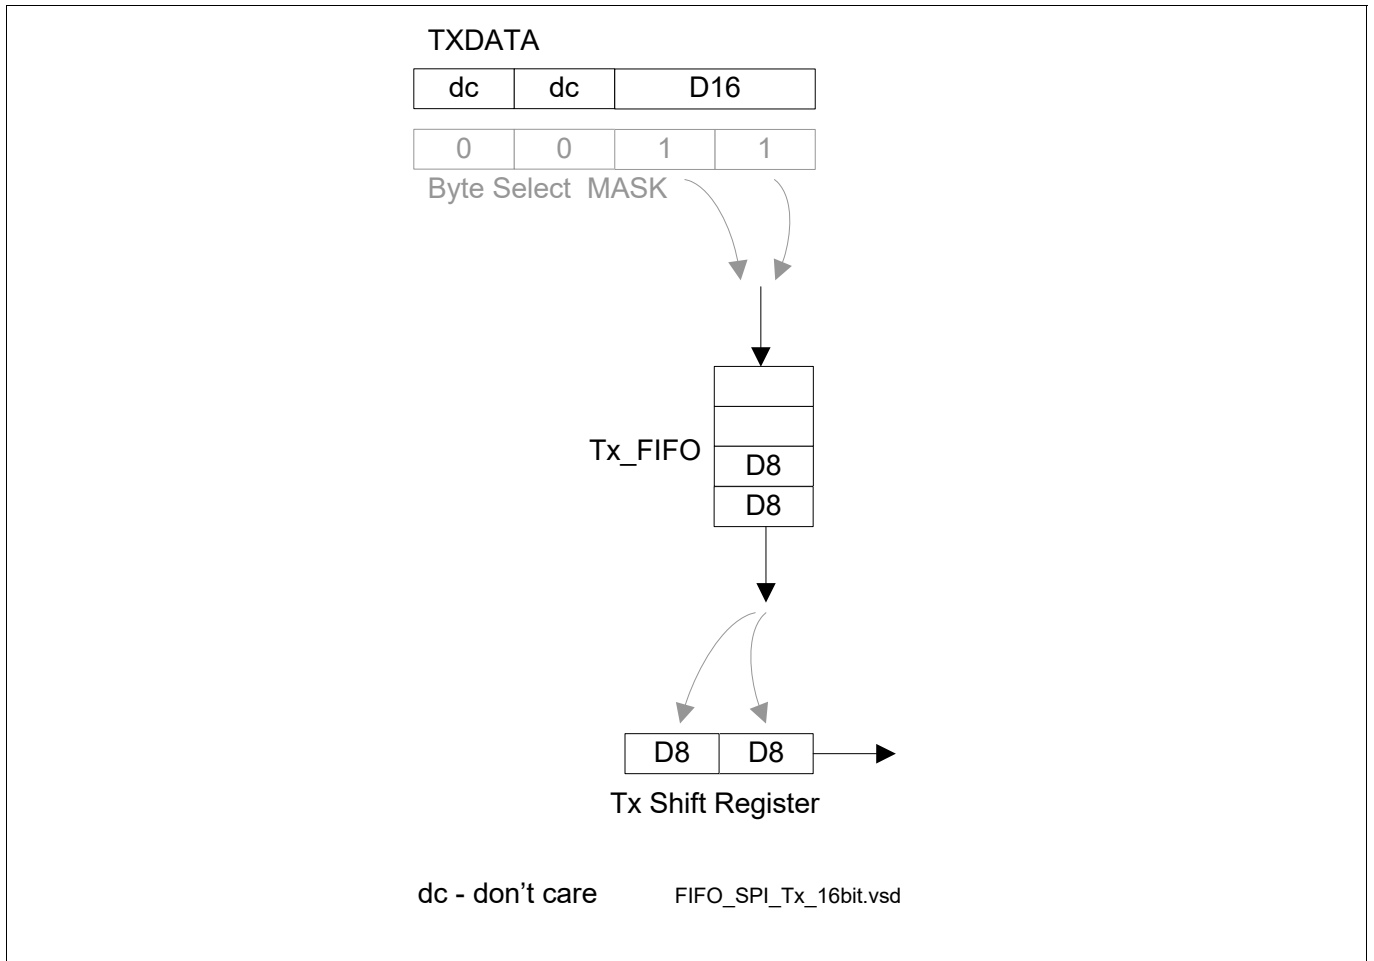 TXDATA
dc dc D16
0 0 1 1
Byte Select MASK
Tx_FIFO
D8
D8
D8 D8
Tx Shift Register
dc - don't care FIFO_SPI_Tx_16bit.vsd